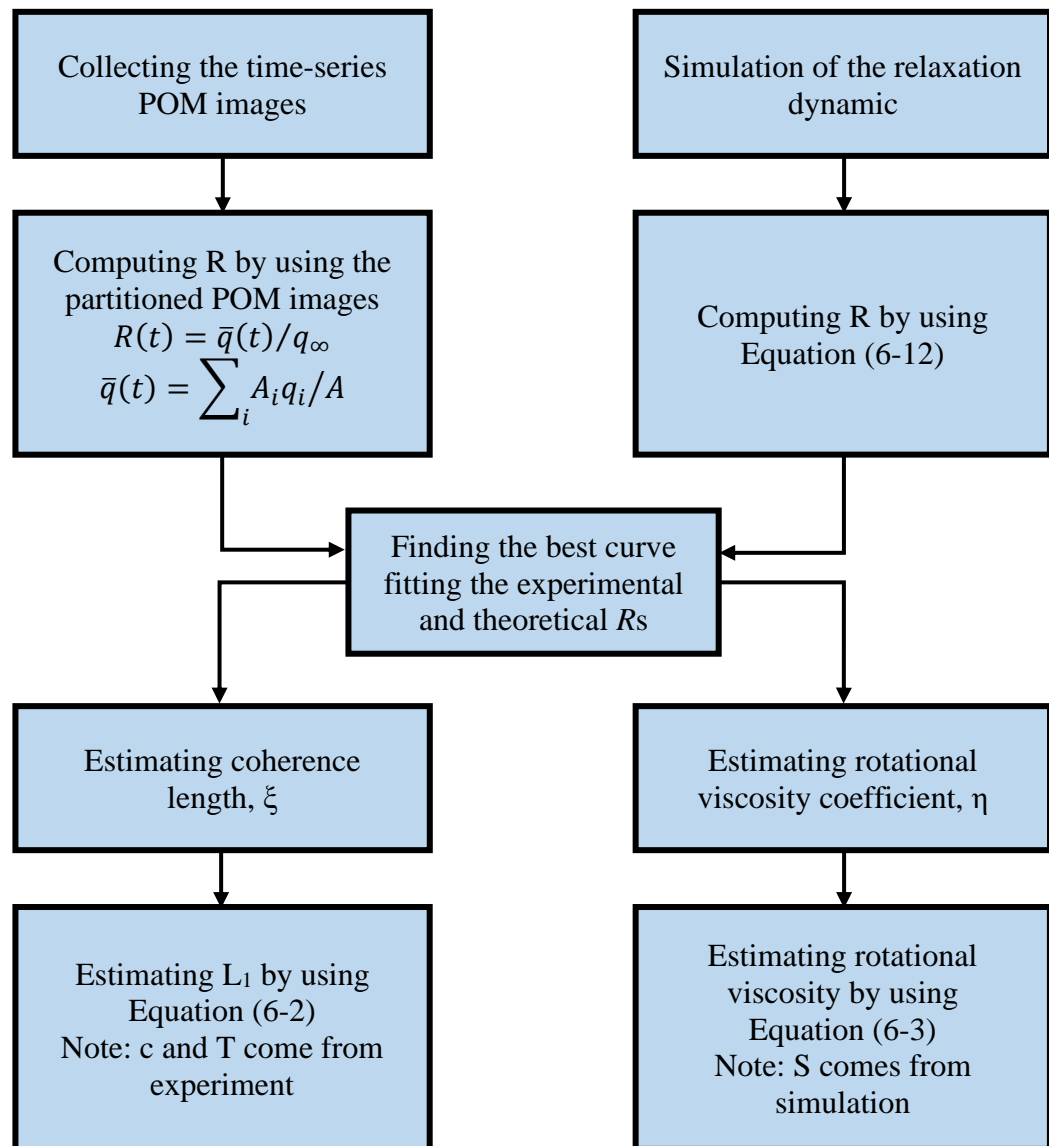 Collecting the time-series
POM images
Simulation of the relaxation
dynamic
Computing R by using the
partitioned POM images
R(t) = q̄(t)/q∞
q̄(t) = ∑ᵢ Aᵢqᵢ/A
Computing R by using
Equation (6-12)
Finding the best curve
fitting the experimental
and theoretical Rs
Estimating coherence
length, ξ
Estimating rotational
viscosity coefficient, η
Estimating L₁ by using
Equation (6-2)
Note: c and T come from
experiment
Estimating rotational
viscosity by using
Equation (6-3)
Note: S comes from
simulation